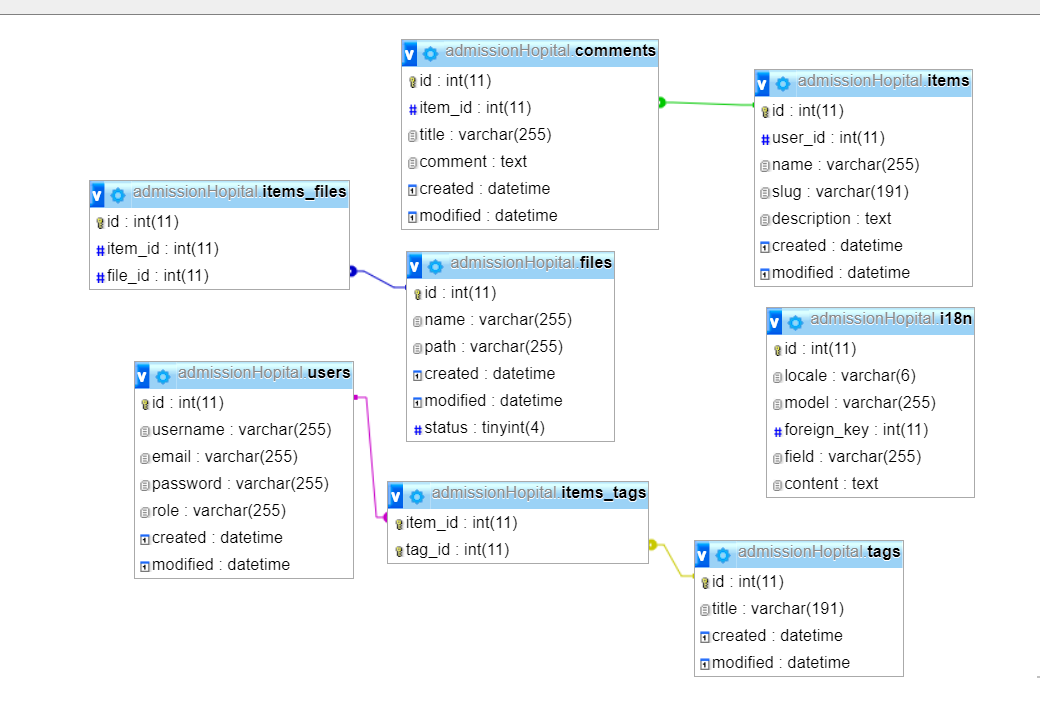 admissionHopital.comments
id : int(11)
item_id : int(11)
title : varchar(255)
comment : text
created : datetime
modified : datetime
admissionHopital.items
id : int(11)
user_id : int(11)
name : varchar(255)
slug : varchar(191)
description : text
created : datetime
modified : datetime
admissionHopital.items_files
id : int(11)
item_id : int(11)
file_id : int(11)
admissionHopital.files
id : int(11)
name : varchar(255)
path : varchar(255)
created : datetime
modified : datetime
status : tinyint(4)
admissionHopital.i18n
id : int(11)
locale : varchar(6)
model : varchar(255)
foreign_key : int(11)
field : varchar(255)
content : text
admissionHopital.users
id : int(11)
username : varchar(255)
email : varchar(255)
password : varchar(255)
role : varchar(255)
created : datetime
modified : datetime
admissionHopital.items_tags
item_id : int(11)
tag_id : int(11)
admissionHopital.tags
id : int(11)
title : varchar(191)
created : datetime
modified : datetime